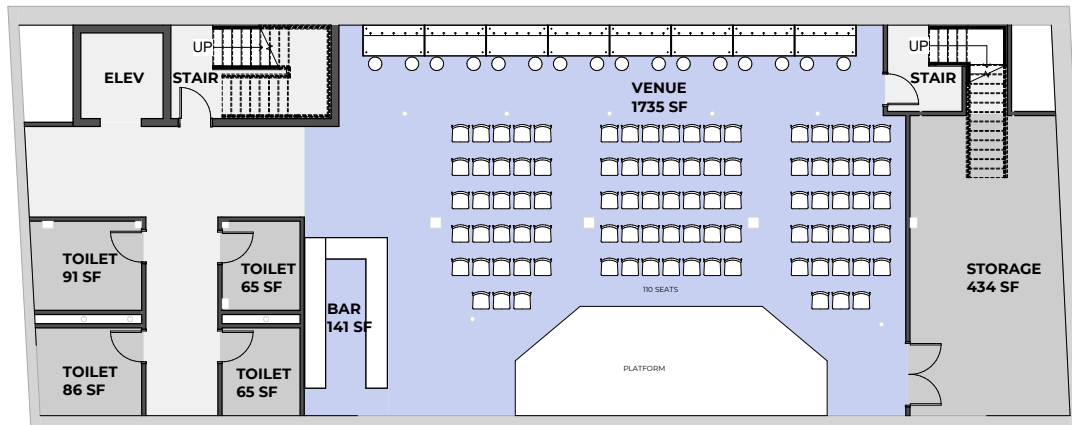 UP
UP
ELEV
STAIR
STAIR
VENUE
1735 SF
TOILET
91 SF
TOILET
65 SF
STORAGE
434 SF
110 SEATS
BAR
141 SF
TOILET
86 SF
TOILET
65 SF
PLATFORM